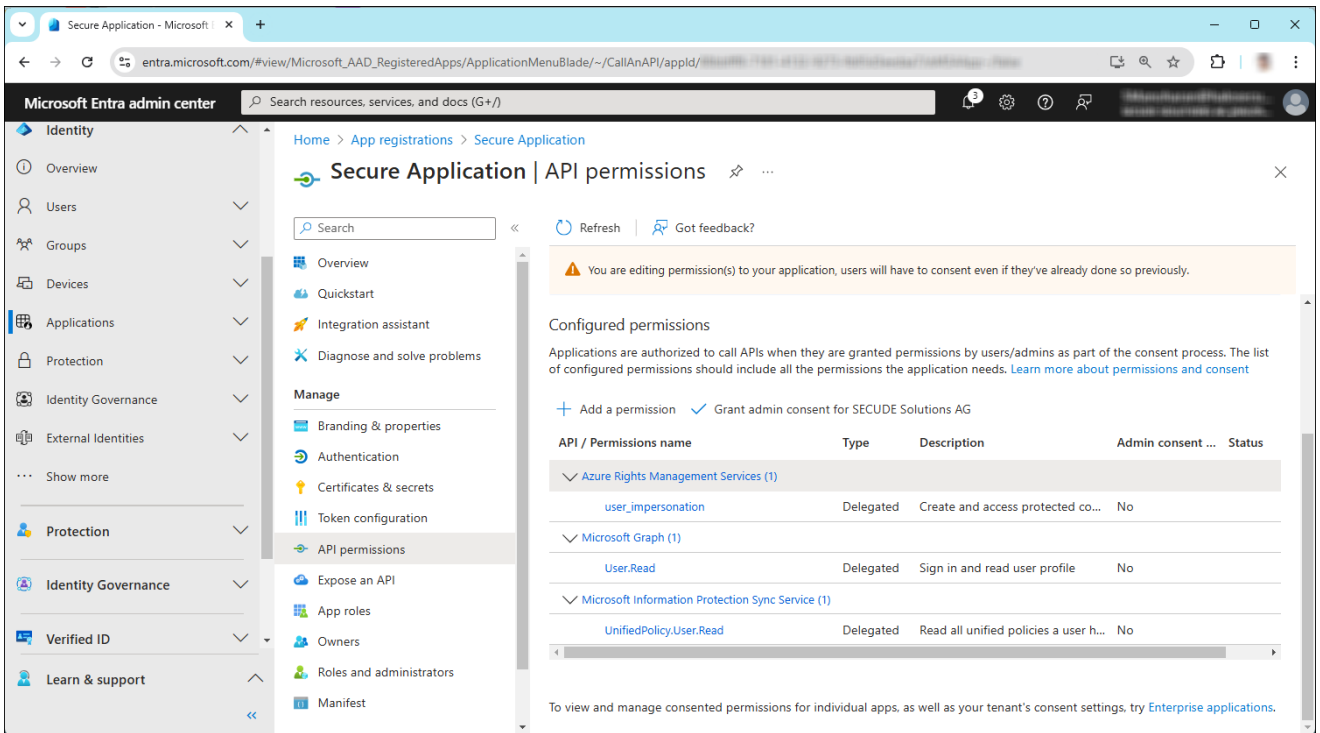 Secure Application - Microsoft E
entra.microsoft.com/#view/Microsoft_AAD_RegisteredApps/ApplicationMenuBlade/~/CallAnAPI/appId/
Microsoft Entra admin center
Search resources, services, and docs (G+/)
3
Identity
Overview
Users
Groups
Devices
Applications
Protection
Identity Governance
External Identities
Show more
Protection
Identity Governance
Verified ID
Learn & support
Home > App registrations > Secure Application
Secure Application | API permissions
Search
Overview
Quickstart
Integration assistant
Diagnose and solve problems
Manage
Branding & properties
Authentication
Certificates & secrets
Token configuration
API permissions
Expose an API
App roles
Owners
Roles and administrators
Manifest
Refresh
Got feedback?
You are editing permission(s) to your application, users will have to consent even if they've already done so previously.
Configured permissions
Applications are authorized to call APIs when they are granted permissions by users/admins as part of the consent process. The list
of configured permissions should include all the permissions the application needs. Learn more about permissions and consent
Add a permission Grant admin consent for SECUDE Solutions AG
API / Permissions name Type Description Admin consent ... Status
Azure Rights Management Services (1)
user_impersonation Delegated Create and access protected co... No
Microsoft Graph (1)
User.Read Delegated Sign in and read user profile No
Microsoft Information Protection Sync Service (1)
UnifiedPolicy.User.Read Delegated Read all unified policies a user h... No
To view and manage consented permissions for individual apps, as well as your tenant's consent settings, try Enterprise applications.